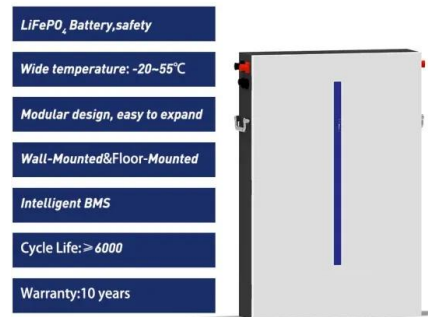 LiFePO₄ Battery,safety
Wide temperature: -20~55℃
Modular design, easy to expand
Wall-Mounted&Floor-Mounted
Intelligent BMS
Cycle Life:≥6000
Warranty:10 years